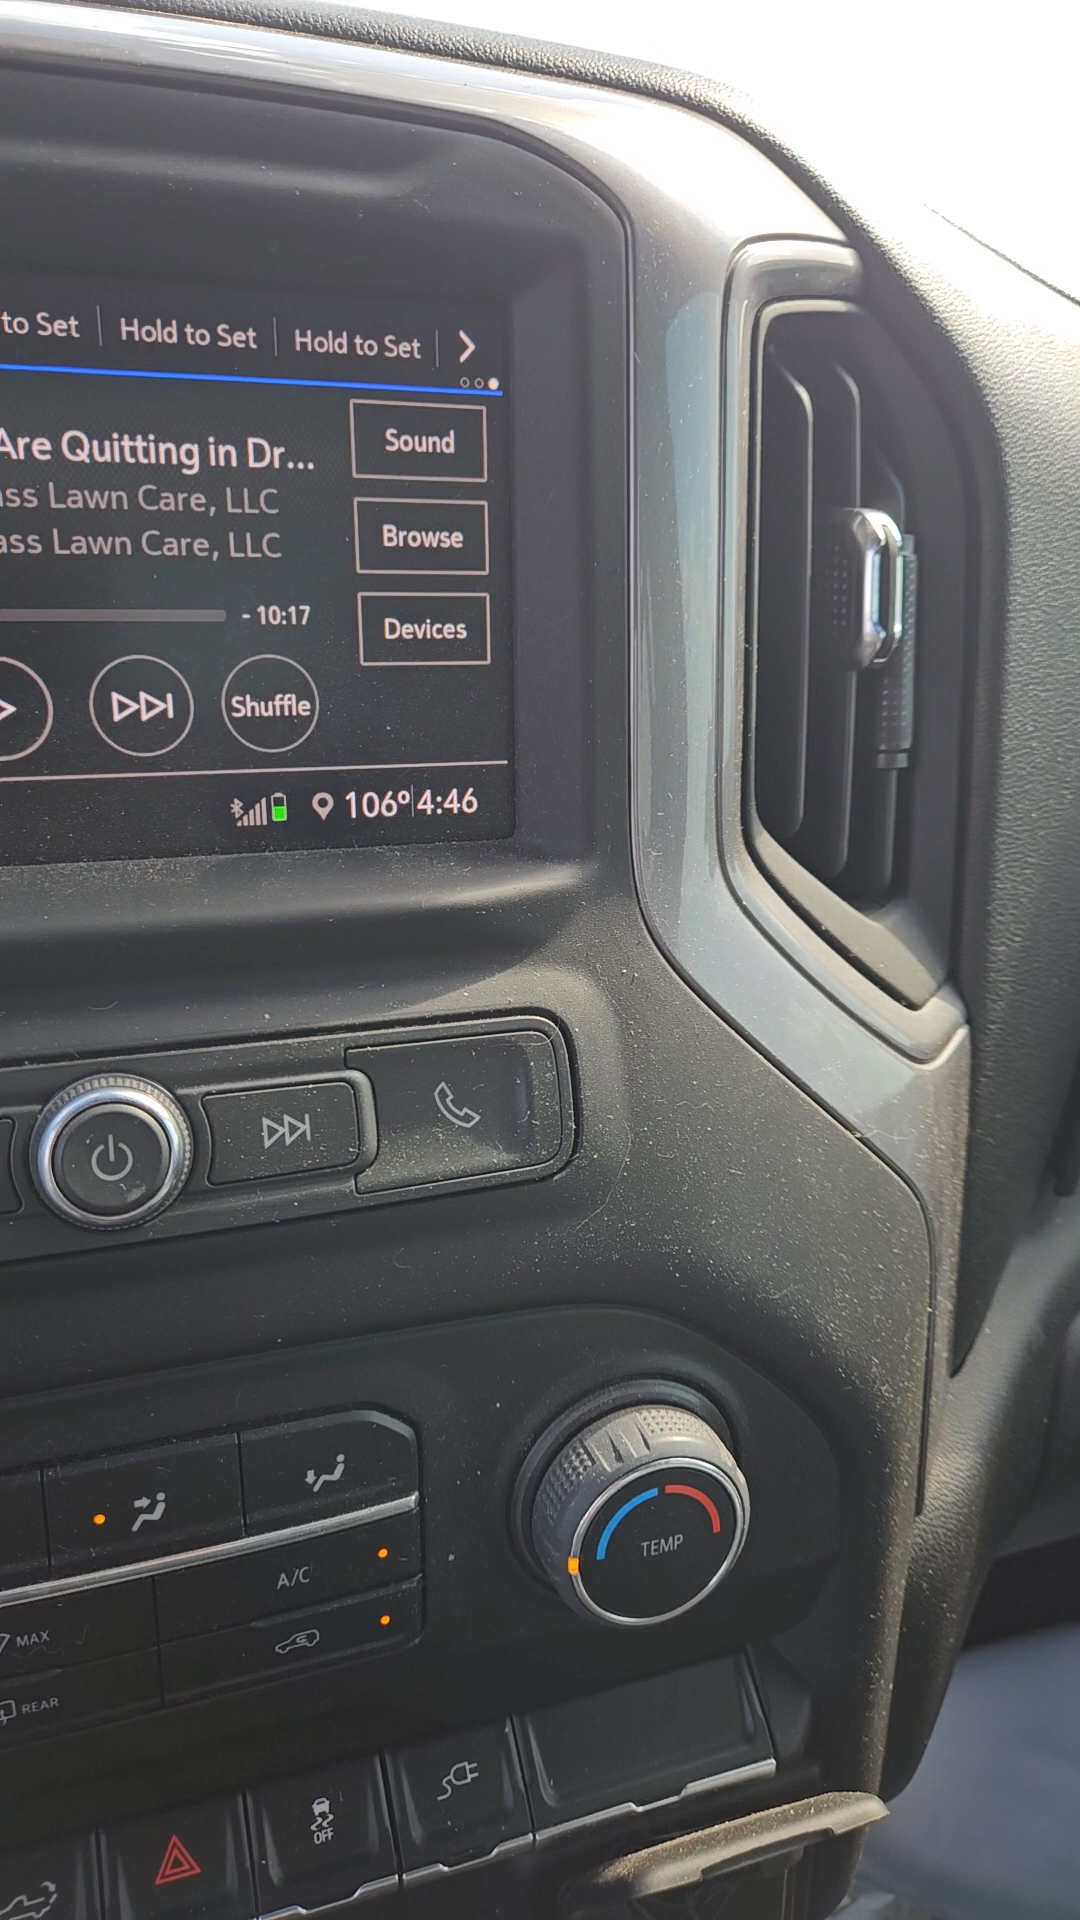 to Set Hold to Set Hold to Set
Sound
Are Quitting in Dr...
ss Lawn Care, LLC
ass Lawn Care, LLC
Browse
- 10:17
Devices
Shuffle
106° 4:46
TEMP
A/C
MAX
REAR
OFF